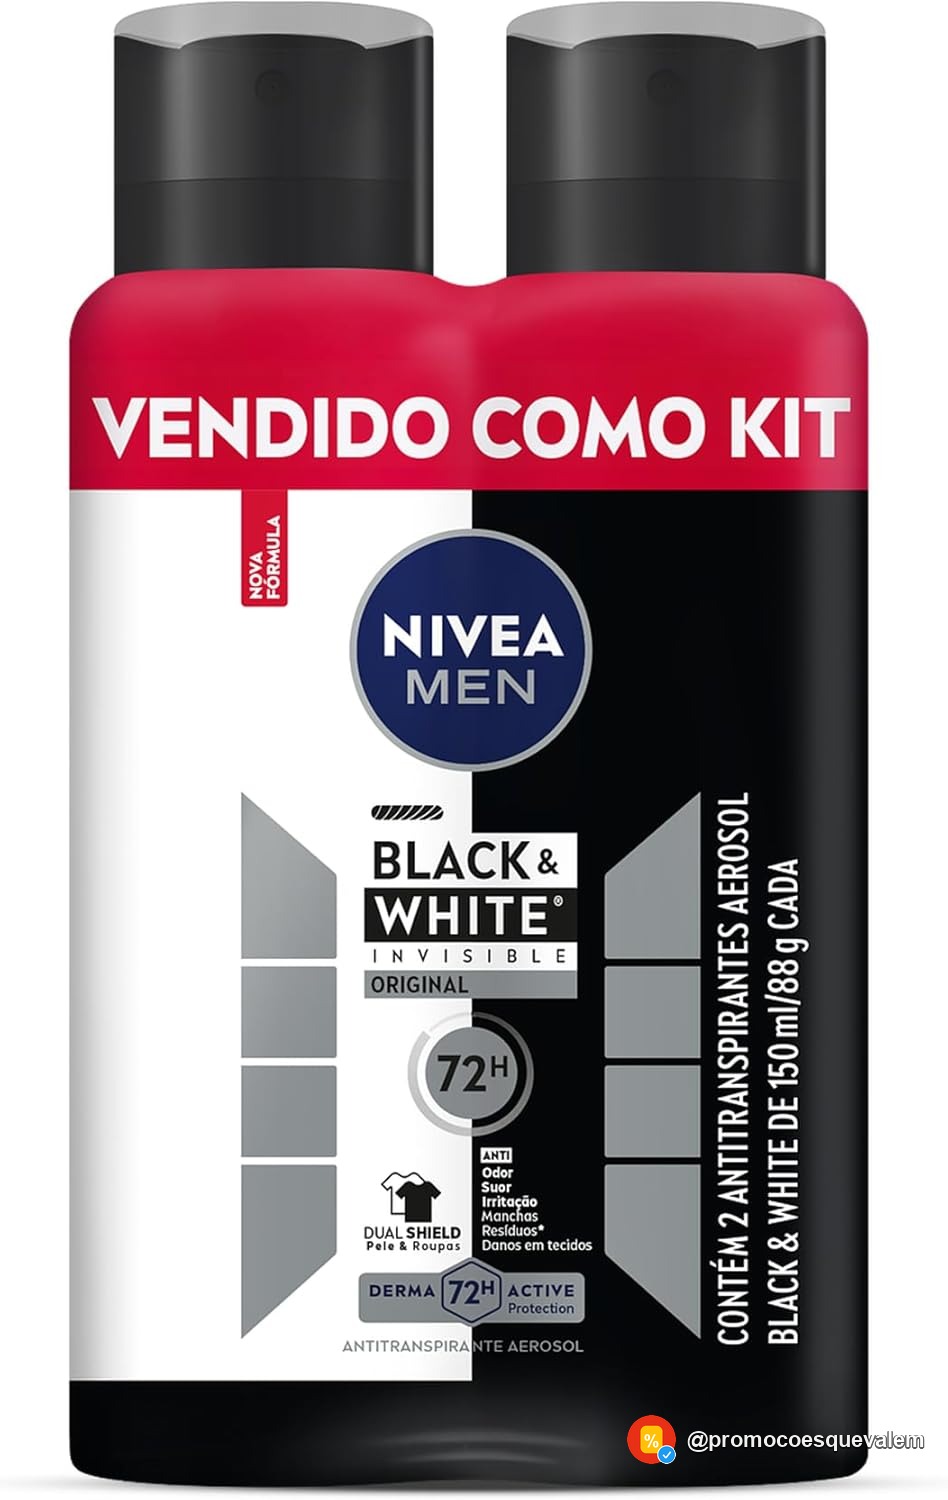 VENDIDO COMO KIT
NOVA
FÓRMULA
NIVEA
MEN
BLACK &
WHITE®
INVISIBLE
ORIGINAL
72H
ANTI
Odor
Suor
Irritação
Manchas
Resíduos*
Danos em tecidos
DUAL SHIELD
Pele & Roupas
DERMA 72H ACTIVE
Protection
ANTITRANSPIRANTE AEROSOL
CONTÉM 2 ANTITRANSPIRANTES AEROSOL
BLACK & WHITE DE 150 ml/88 g CADA
%
@promocoesquevalem